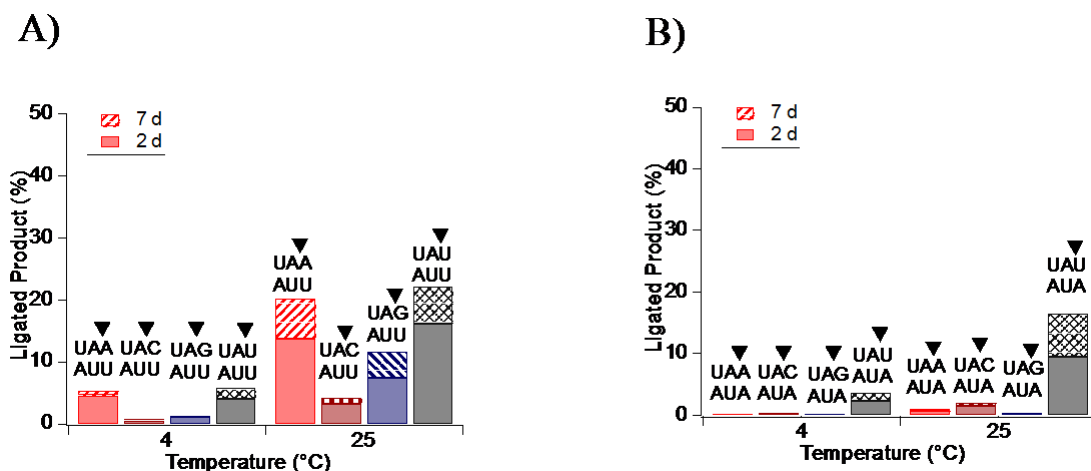 A)
Ligated Product (%)
50
40
30
20
10
0
7 d
2 d
UAA
AUU
UAC
AUU
UAG
AUU
UAU
AUU
UAA
AUU
UAC
AUU
UAG
AUU
UAU
AUU
4
25
Temperature (°C)
B)
Ligated Product (%)
50
40
30
20
10
0
7 d
2 d
UAA
AUA
UAC
AUA
UAG
AUA
UAU
AUA
UAA
AUA
UAC
AUA
UAG
AUA
UAU
AUA
4
25
Temperature (°C)